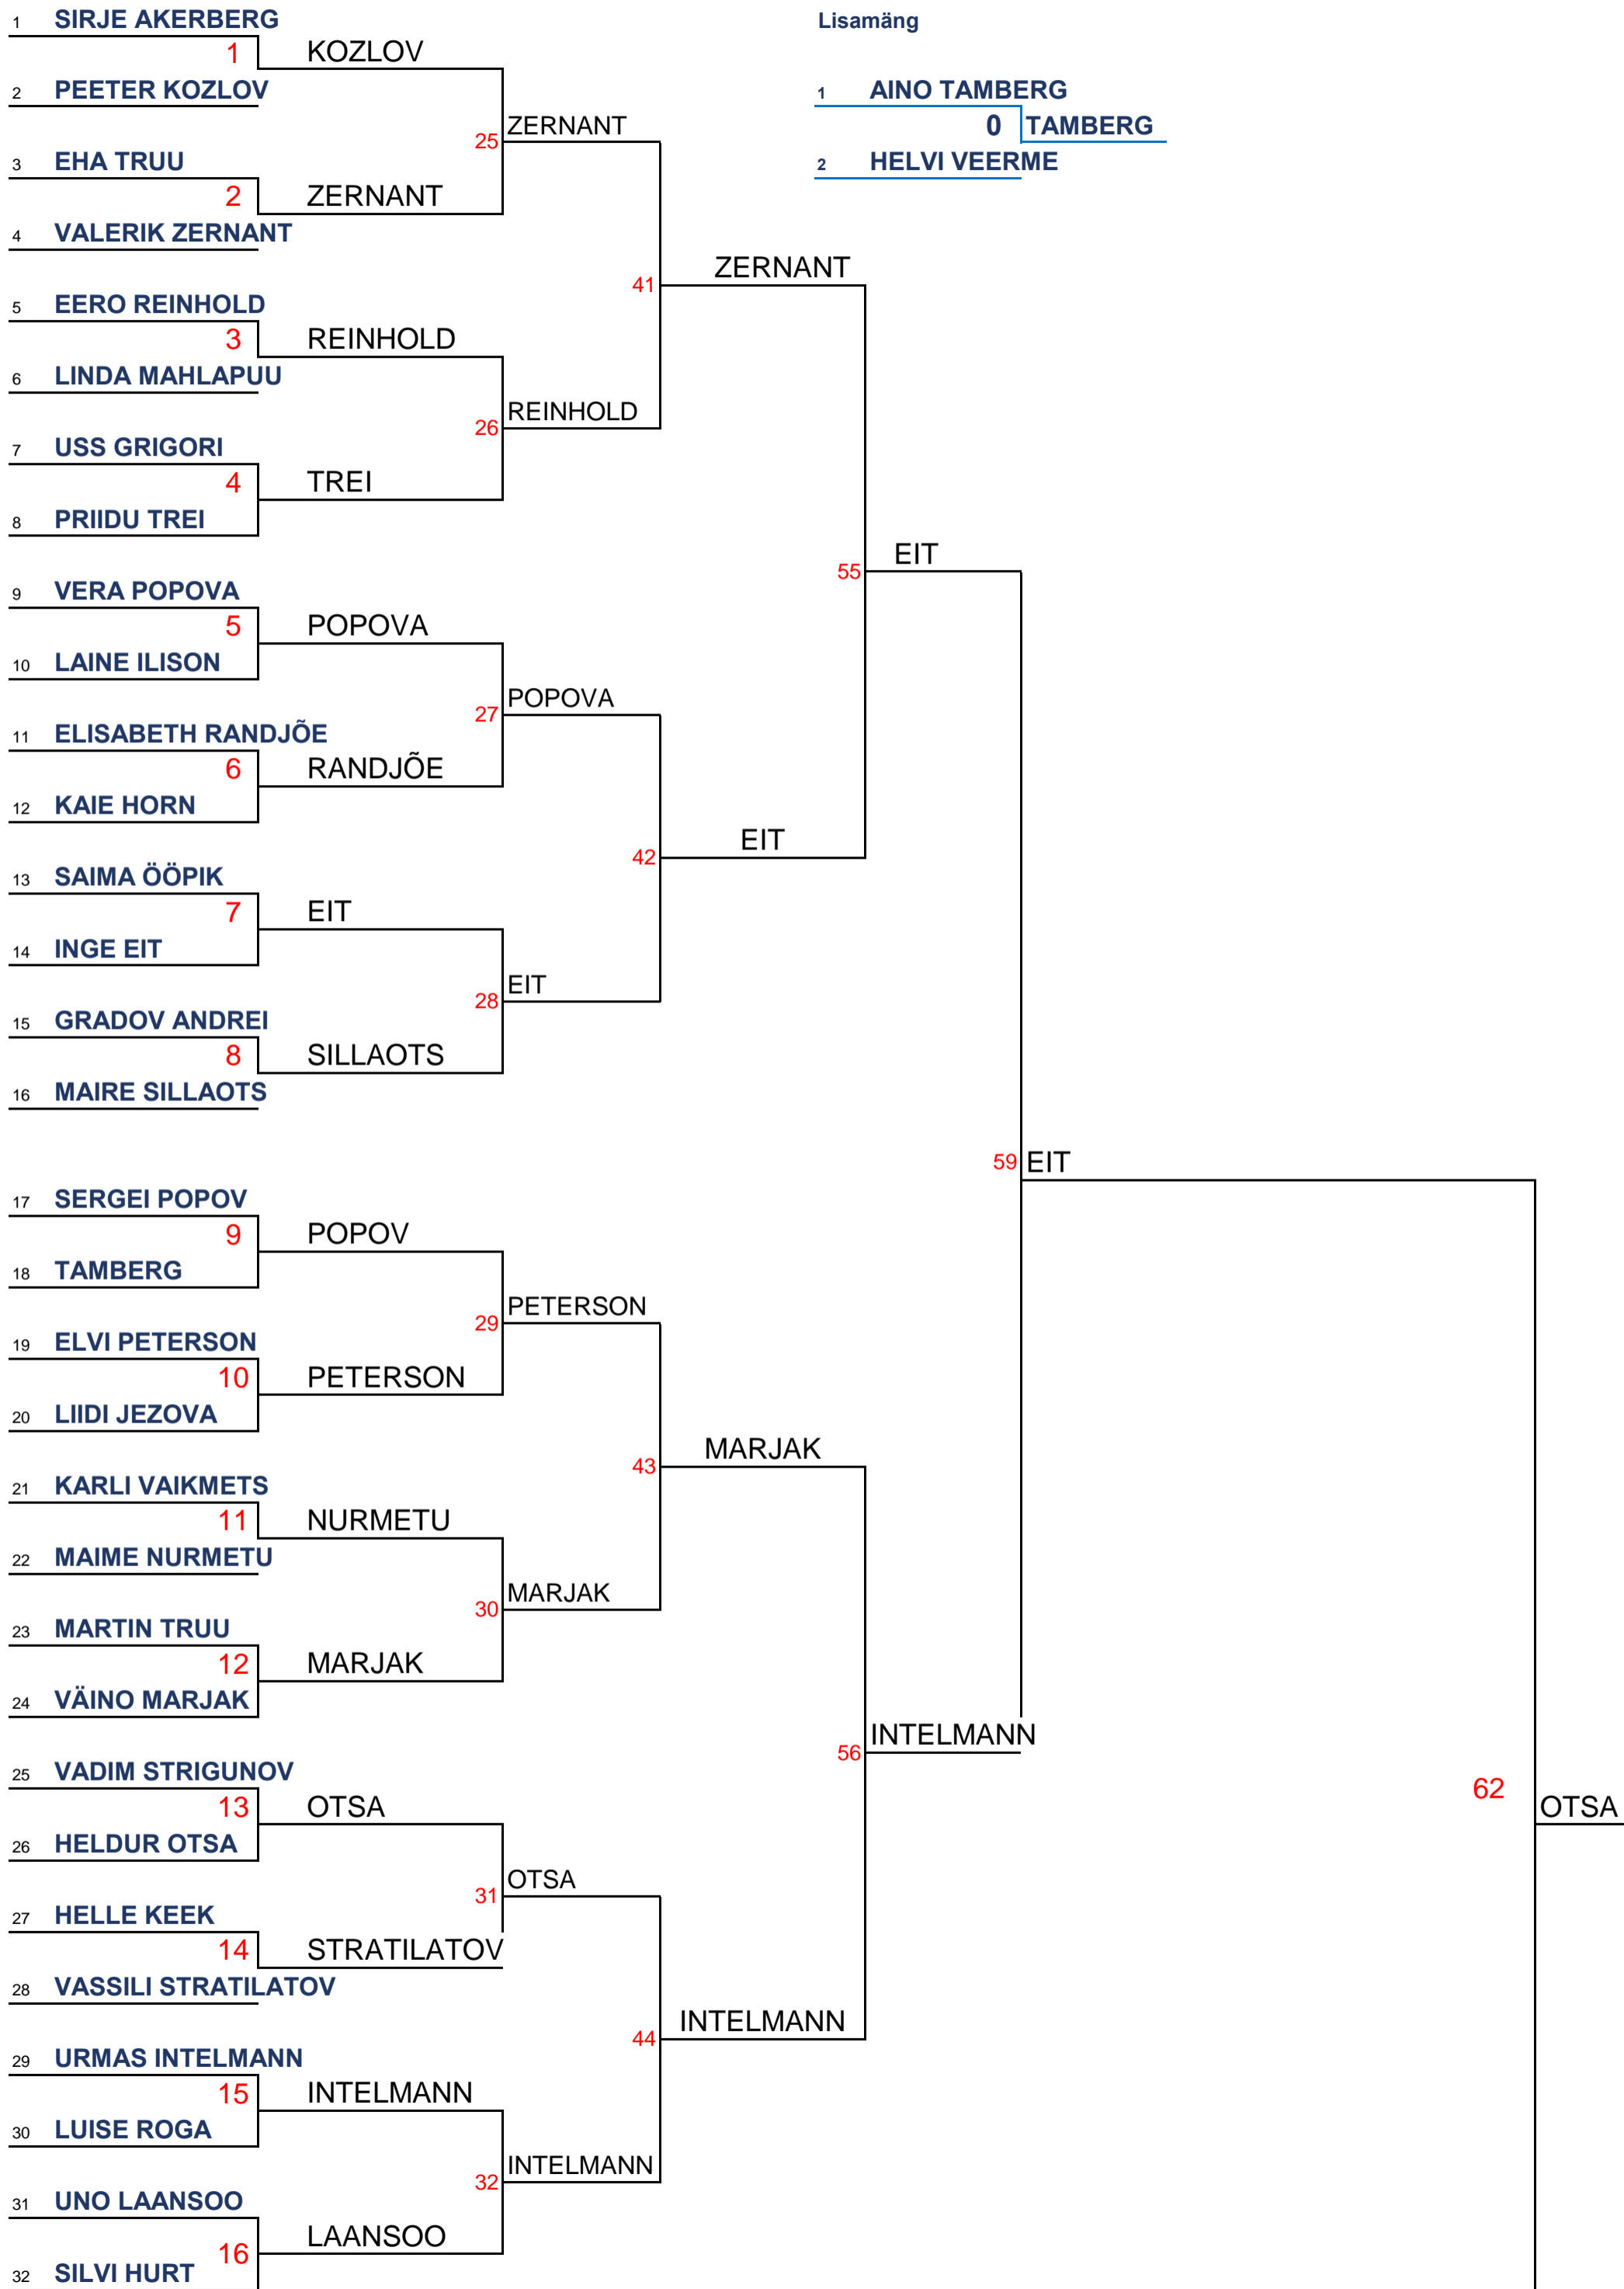 1 SIRJE AKERBERG
Lisamäng
1 KOZLOV
2 PEETER KOZLOV
1 AINO TAMBERG
25 ZERNANT
0 TAMBERG
3 EHA TRUU
2 HELVI VEERME
2 ZERNANT
4 VALERIK ZERNANT
41 ZERNANT
5 EERO REINHOLD
3 REINHOLD
6 LINDA MAHLAPUU
26 REINHOLD
7 USS GRIGORI
4 TREI
8 PRIIDU TREI
55 EIT
9 VERA POPOVA
5 POPOVA
10 LAINE ILISON
27 POPOVA
11 ELISABETH RANDJÕE
6 RANDJÕE
12 KAIE HORN
42 EIT
13 SAIMA ÖÖPIK
7 EIT
14 INGE EIT
28 EIT
15 GRADOV ANDREI
8 SILLAOTS
16 MAIRE SILLAOTS
59 EIT
17 SERGEI POPOV
9 POPOV
18 TAMBERG
29 PETERSON
19 ELVI PETERSON
10 PETERSON
20 LIIDI JEZOVA
43 MARJAK
21 KARLI VAIKMETS
11 NURMETU
22 MAIME NURMETU
30 MARJAK
23 MARTIN TRUU
12 MARJAK
24 VÄINO MARJAK
56 INTELMANN
25 VADIM STRIGUNOV
62 OTSA
13 OTSA
26 HELDUR OTSA
31 OTSA
27 HELLE KEEK
14 STRATILATOV
28 VASSILI STRATILATOV
44 INTELMANN
29 URMAS INTELMANN
15 INTELMANN
30 LUISE ROGA
32 INTELMANN
31 UNO LAANSOO
16 LAANSOO
32 SILVI HURT